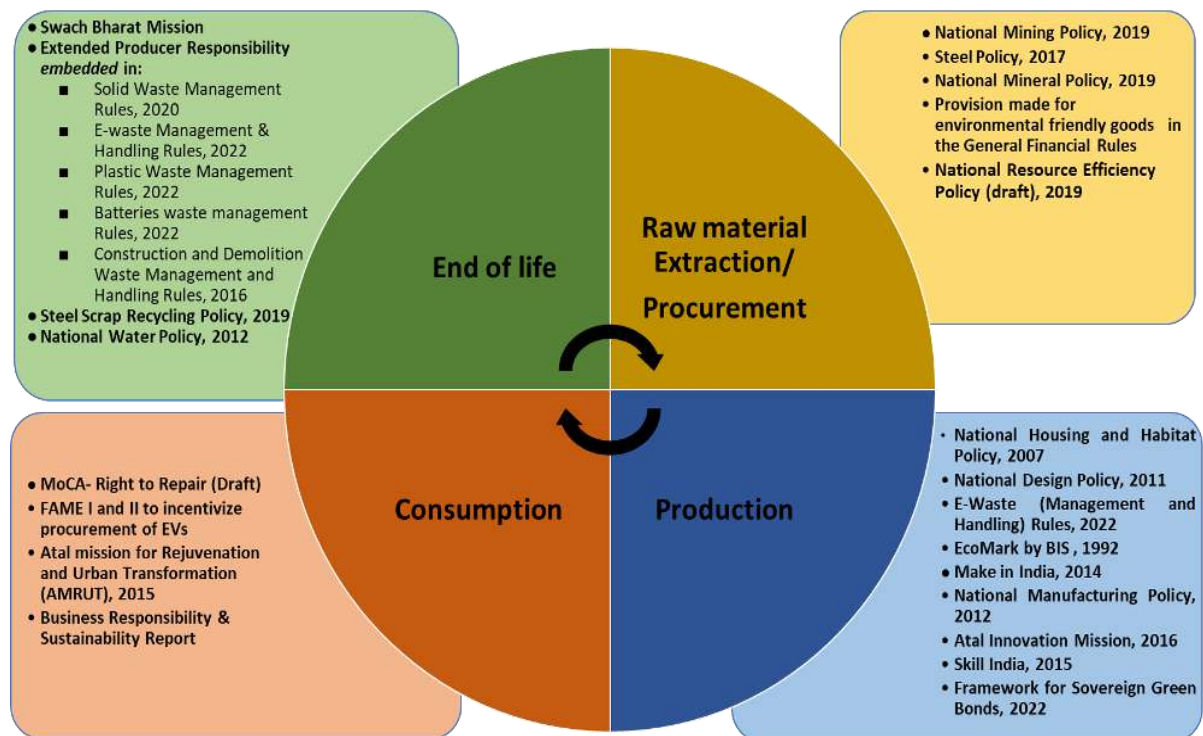 ● Swach Bharat Mission
● Extended Producer Responsibility
embedded in:
■ Solid Waste Management
Rules, 2020
■ E-waste Management &
Handling Rules, 2022
■ Plastic Waste Management
Rules, 2022
■ Batteries waste management
Rules, 2022
■ Construction and Demolition
Waste Management and
Handling Rules, 2016
● Steel Scrap Recycling Policy, 2019
● National Water Policy, 2012
● National Mining Policy, 2019
• Steel Policy, 2017
• National Mineral Policy, 2019
• Provision made for
environmental friendly goods in
the General Financial Rules
• National Resource Efficiency
Policy (draft), 2019
End of life
Raw material
Extraction/
Procurement
Consumption
Production
● MoCA- Right to Repair (Draft)
• FAME I and II to incentivize
procurement of EVs
• Atal mission for Rejuvenation
and Urban Transformation
(AMRUT), 2015
• Business Responsibility &
Sustainability Report
• National Housing and Habitat
Policy, 2007
• National Design Policy, 2011
• E-Waste (Management and
Handling) Rules, 2022
• EcoMark by BIS , 1992
● Make in India, 2014
• National Manufacturing Policy,
2012
• Atal Innovation Mission, 2016
• Skill India, 2015
• Framework for Sovereign Green
Bonds, 2022